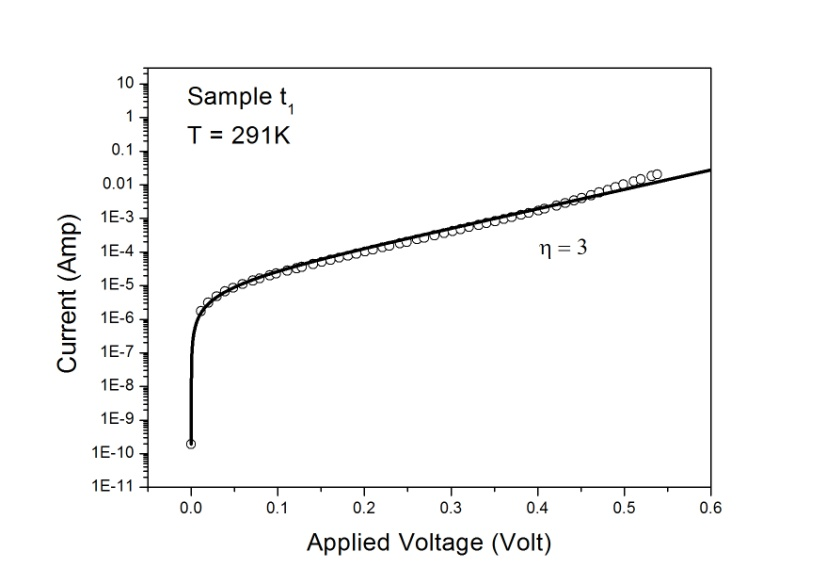 Sample t₁
T = 291K
10
1
0.1
0.01
1E-3
1E-4
1E-5
1E-6
1E-7
1E-8
1E-9
1E-10
1E-11
η = 3
Current (Amp)
0.0 0.1 0.2 0.3 0.4 0.5 0.6
Applied Voltage (Volt)